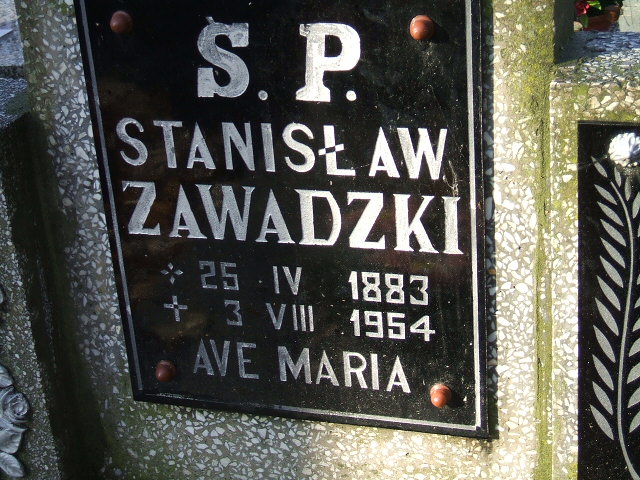 Ś. P.
STANISŁAW
ZAWADZKI
25 IV 1883
3 VIII 1954
AVE MARIA